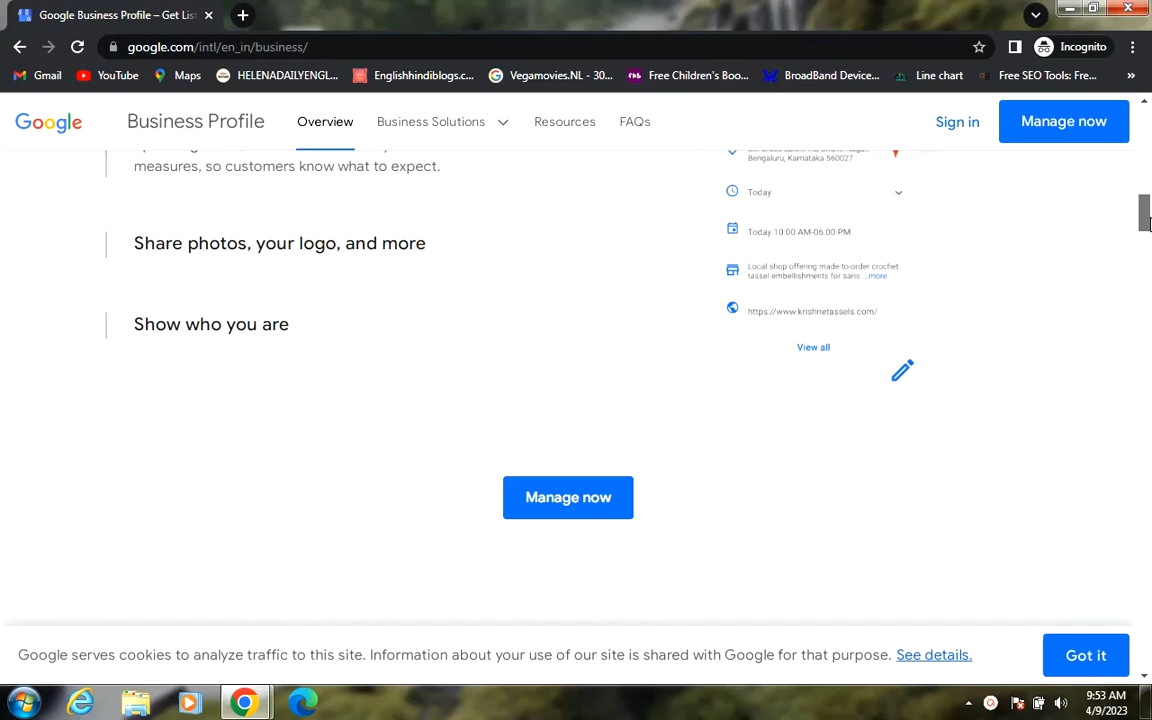 Google Business Profile – Get Lis
google.com/intl/en_in/business/
Incognito
Gmail
YouTube
Maps
HELENADAILYENGL...
Englishhindiblogs.c...
Vegamovies.NL - 30...
Free Children's Boo...
BroadBand Device...
Line chart
Free SEO Tools: Fre...
»
Google Business Profile
Overview
Business Solutions
Resources
FAQs
Sign in
Manage now
measures, so customers know what to expect.
Bengaluru, Karnataka 560027
Today
Share photos, your logo, and more
Today 10:00 AM-06:00 PM
Local shop offering made-to-order crochet
tassel embellishments for saris. ...more
https://www.krishnetassels.com/
Show who you are
View all
Manage now
Google serves cookies to analyze traffic to this site. Information about your use of our site is shared with Google for that purpose. See details.
Got it
9:53 AM
4/9/2023